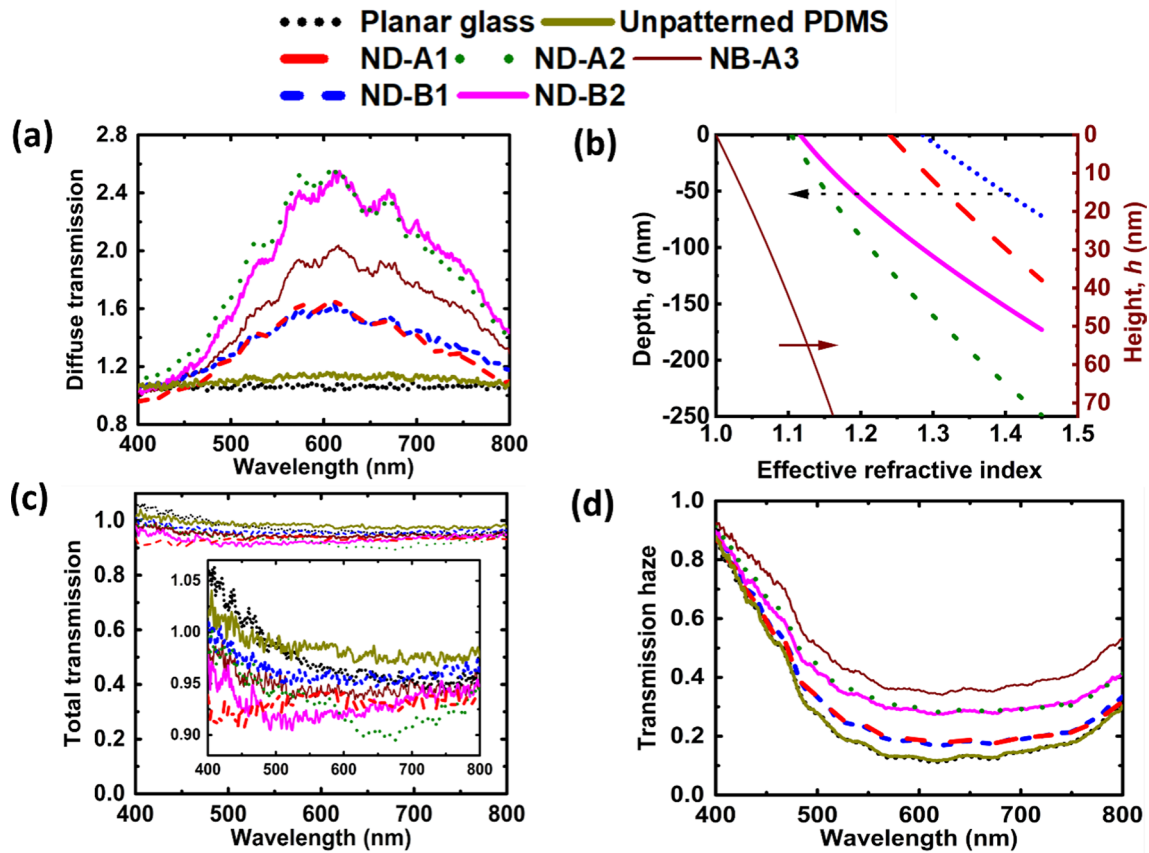 Planar glass Unpatterned PDMS
ND-A1 ND-A2 NB-A3
ND-B1 ND-B2
(a)
Diffuse transmission
2.8
2.4
2.0
1.6
1.2
0.8
400 500 600 700 800
Wavelength (nm)
(b)
Depth, d (nm)
0
-50
-100
-150
-200
-250
1.0 1.1 1.2 1.3 1.4 1.5
Effective refractive index
0
10
20
30
40
50
60
70
Height, h (nm)
(c)
Total transmission
1.0
0.8
0.6
0.4
0.2
0.0
400 500 600 700 800
Wavelength (nm)
1.05
1.00
0.95
0.90
400 500 600 700 800
(d)
Transmission haze
1.0
0.8
0.6
0.4
0.2
0.0
400 500 600 700 800
Wavelength (nm)